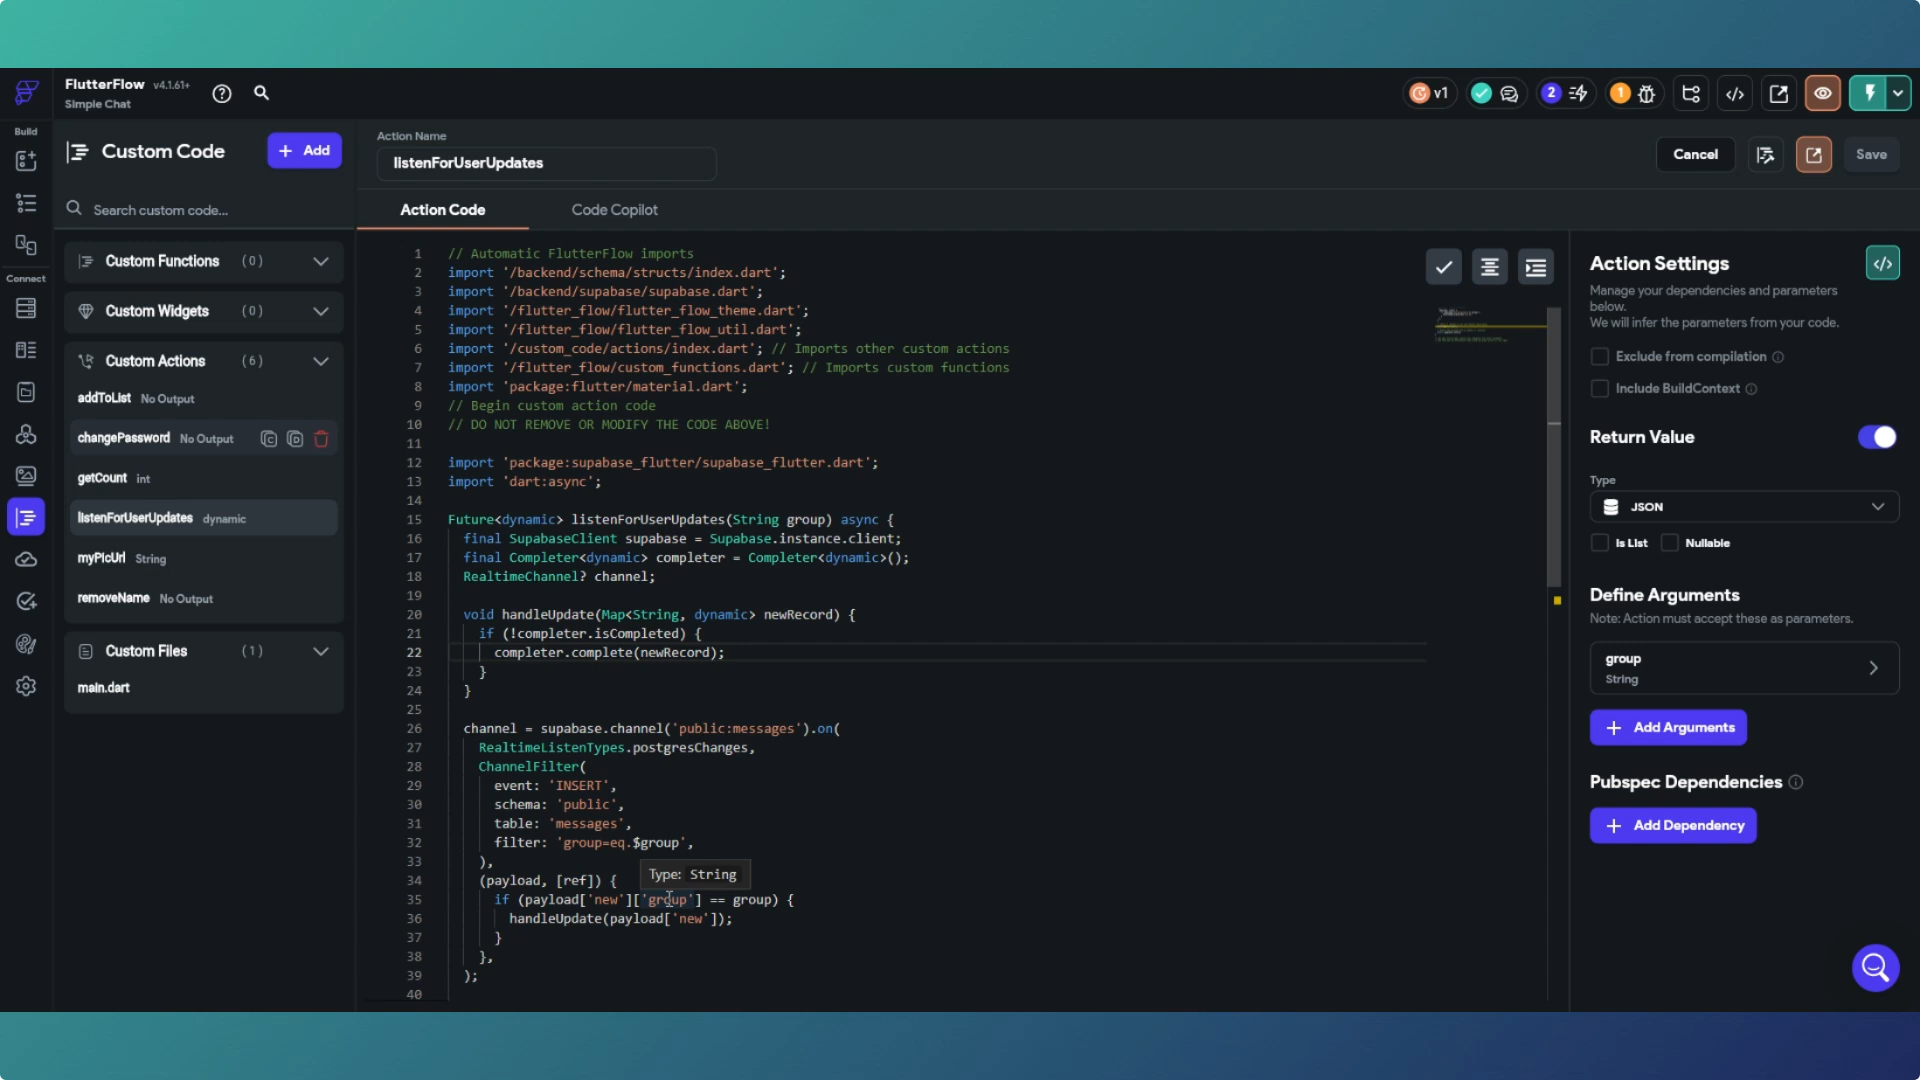 FlutterFlow v4.1.61+
Simple Chat
v1
2
1
Build
Connect
Custom Code
+ Add
Search custom code...
Custom Functions (0)
Custom Widgets (0)
Custom Actions (6)
addToList No Output
changePassword No Output
getCount int
listenForUserUpdates dynamic
myPicUrl String
removeName No Output
Custom Files (1)
main.dart
Action Name
listenForUserUpdates
Cancel
Save
Action Code
Code Copilot
1 // Automatic FlutterFlow imports
2 import '/backend/schema/structs/index.dart';
3 import '/backend/supabase/supabase.dart';
4 import '/flutter_flow/flutter_flow_theme.dart';
5 import '/flutter_flow/flutter_flow_util.dart';
6 import '/custom_code/actions/index.dart'; // Imports other custom actions
7 import '/flutter_flow/custom_functions.dart'; // Imports custom functions
8 import 'package:flutter/material.dart';
9 // Begin custom action code
10 // DO NOT REMOVE OR MODIFY THE CODE ABOVE!
11
12 import 'package:supabase_flutter/supabase_flutter.dart';
13 import 'dart:async';
14
15 Future<dynamic> listenForUserUpdates(String group) async {
16 final SupabaseClient supabase = Supabase.instance.client;
17 final Completer<dynamic> completer = Completer<dynamic>();
18 RealtimeChannel? channel;
19
20 void handleUpdate(Map<String, dynamic> newRecord) {
21 if (!completer.isCompleted) {
22 completer.complete(newRecord);
23 }
24 }
25
26 channel = supabase.channel('public:messages').on(
27 RealtimeListenTypes.postgresChanges,
28 ChannelFilter(
29 event: 'INSERT',
30 schema: 'public',
31 table: 'messages',
32 filter: 'group=eq.$group',
33 ),
34 (payload, [ref]) {
Type: String
35 if (payload['new']['group'] == group) {
36 handleUpdate(payload['new']);
37 }
38 },
39 );
40
Action Settings
Manage your dependencies and parameters
below.
We will infer the parameters from your code.
Exclude from compilation
Include BuildContext
Return Value
Type
JSON
Is List
Nullable
Define Arguments
Note: Action must accept these as parameters.
group
String
+ Add Arguments
Pubspec Dependencies
+ Add Dependency